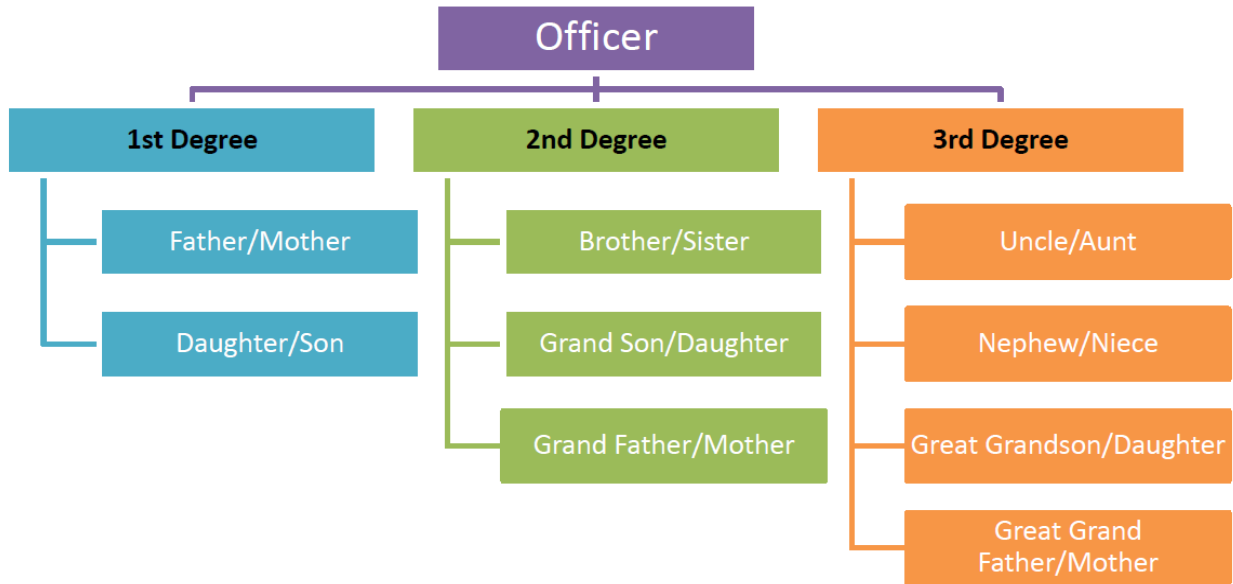 Officer
1st Degree
2nd Degree
3rd Degree
Father/Mother
Daughter/Son
Brother/Sister
Grand Son/Daughter
Grand Father/Mother
Uncle/Aunt
Nephew/Niece
Great Grandson/Daughter
Great Grand
Father/Mother